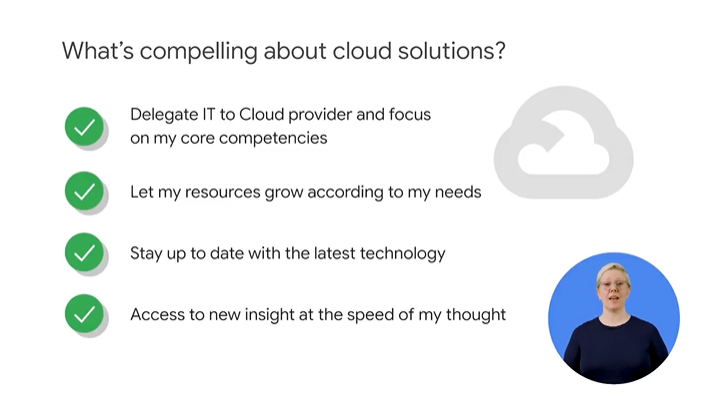 What's compelling about cloud solutions?
Delegate IT to Cloud provider and focus
on my core competencies
Let my resources grow according to my needs
Stay up to date with the latest technology
Access to new insight at the speed of my thought